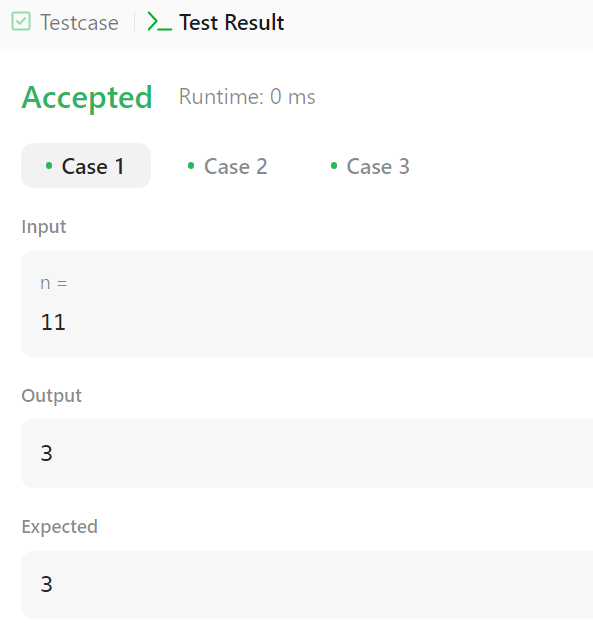 Testcase Test Result
Accepted Runtime: 0 ms
Case 1 Case 2 Case 3
Input
n =
11
Output
3
Expected
3